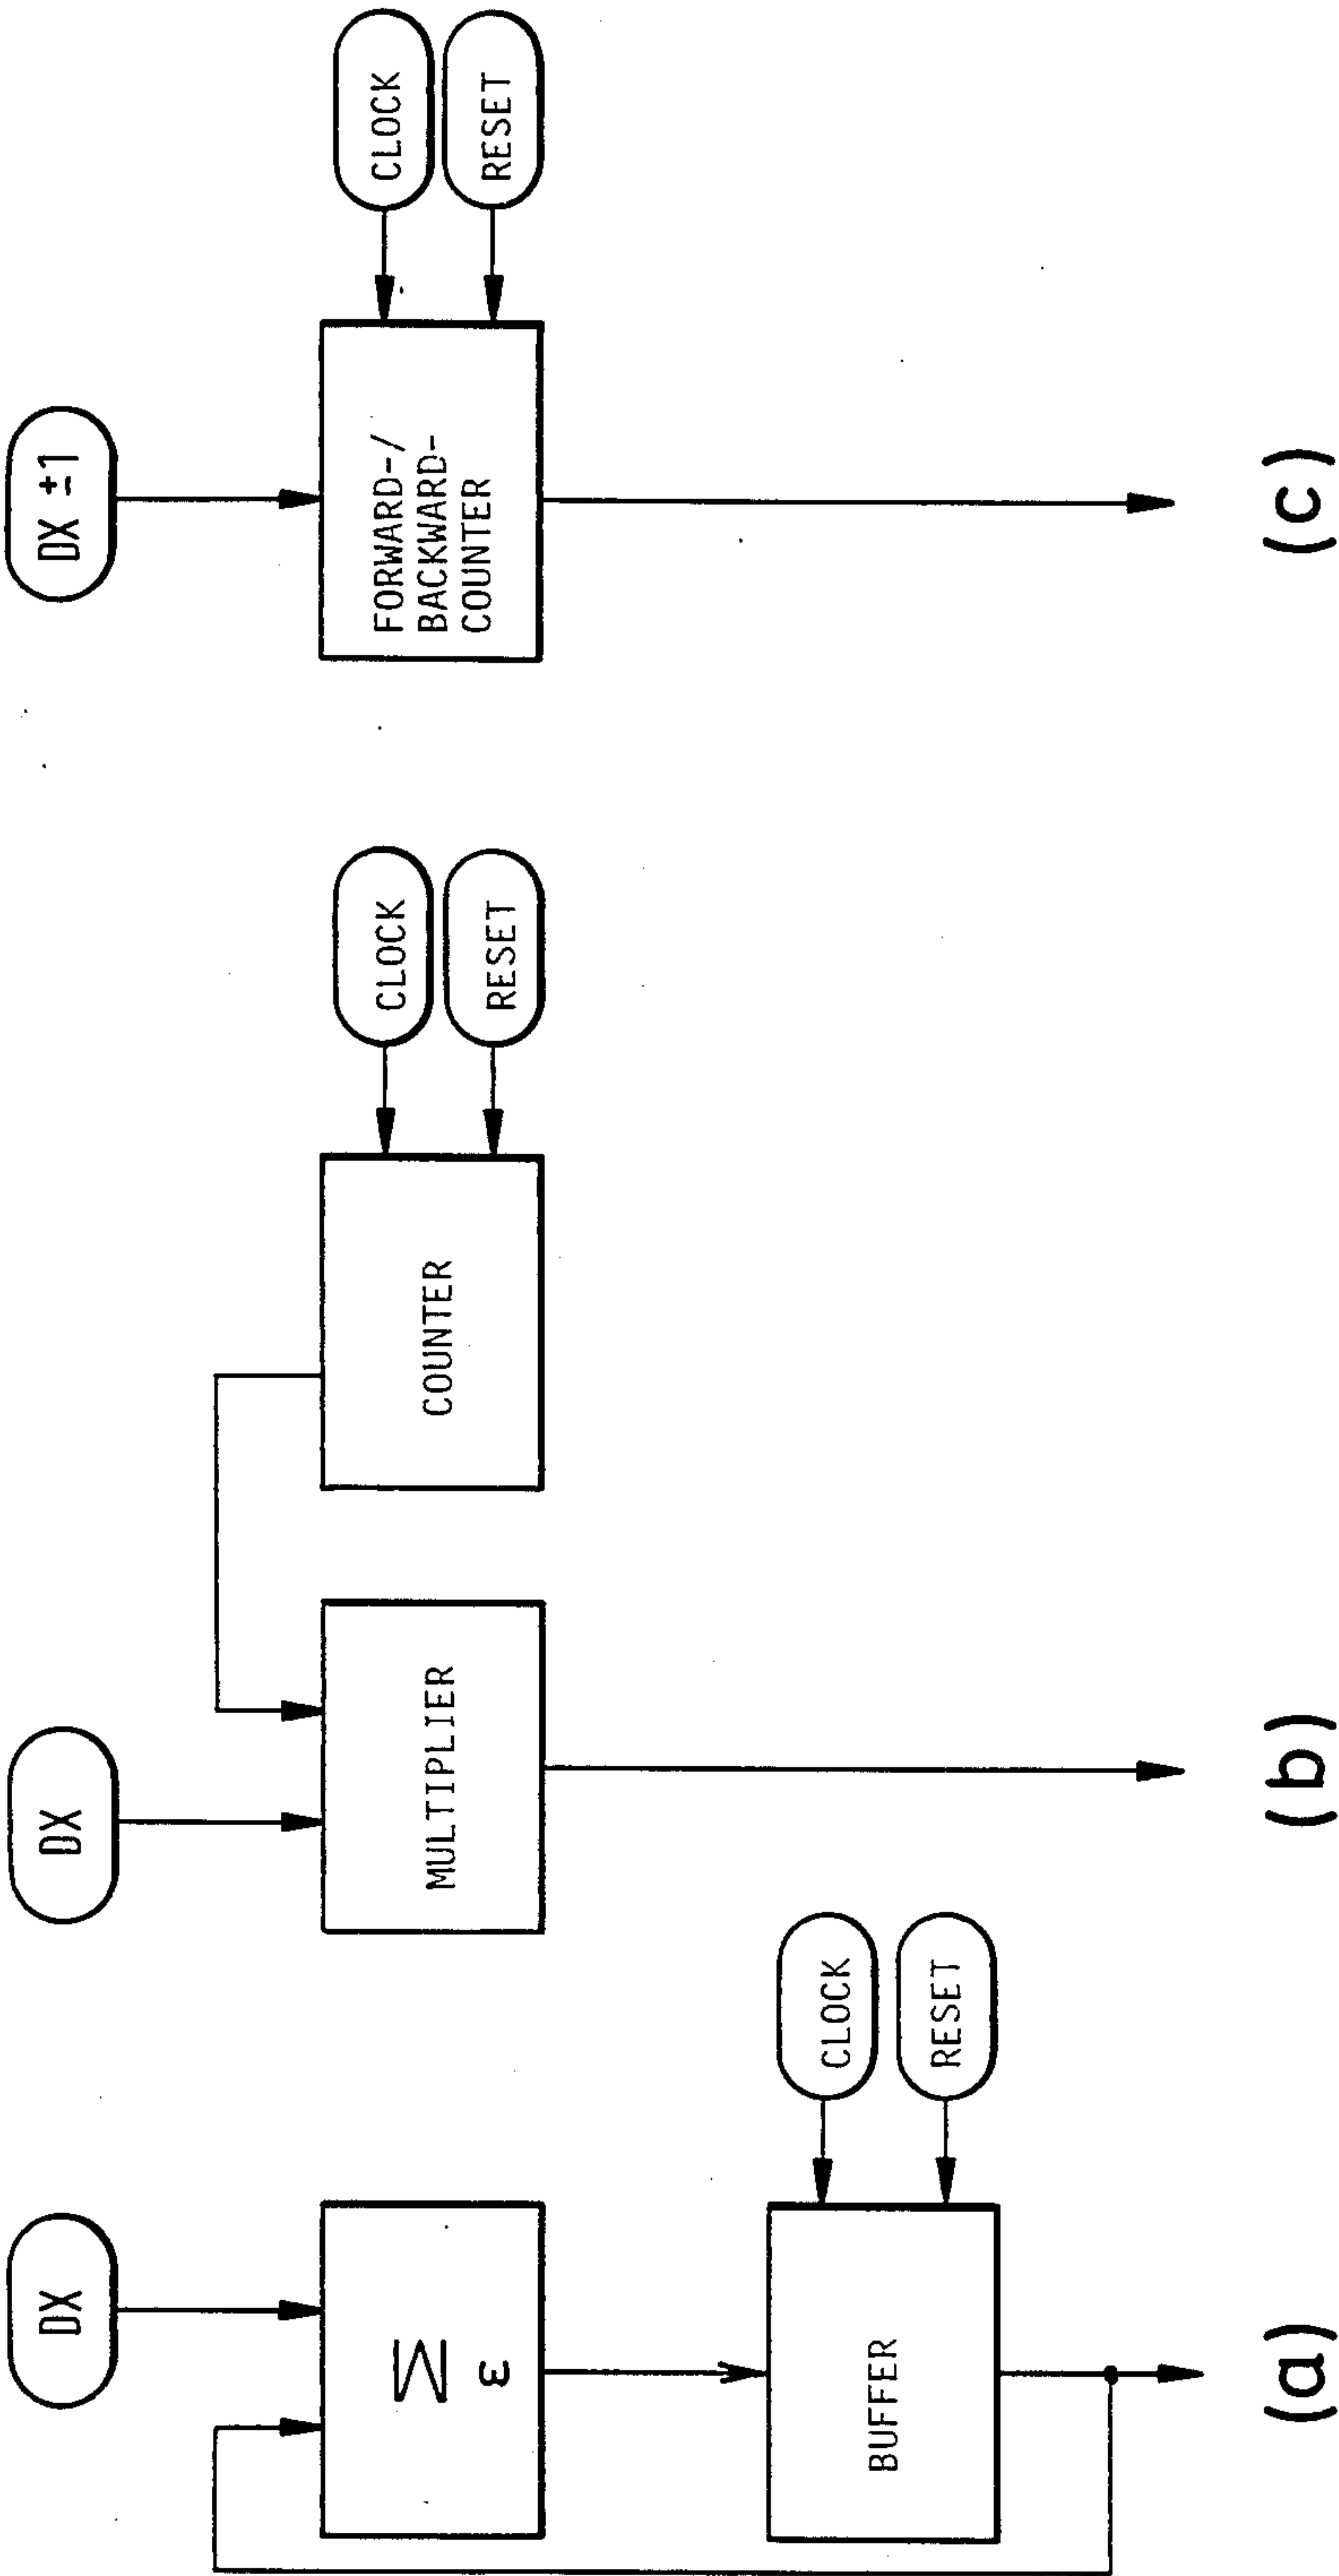 DX
Σ
ε
BUFFER
CLOCK
RESET
(a)
DX
MULTIPLIER
COUNTER
CLOCK
RESET
(b)
DX ±1
FORWARD-/
BACKWARD-
COUNTER
CLOCK
RESET
(c)